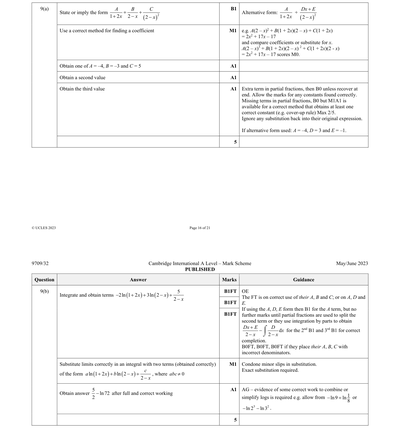 9(a)
State or imply the form A/(1+2x) + B/(2−x) + C/(2−x)²
B1
Alternative form: A/(1+2x) + (Dx+E)/(2−x)²
Use a correct method for finding a coefficient
M1
e.g. A(2 – x)² + B(1 + 2x)(2 – x) + C(1 + 2x)
= 2x² + 17x – 17
and compare coefficients or substitute for x.
A(2 – x)² + B(1 + 2x)(2 – x)² + C(1 + 2x)(2 – x)
= 2x² + 17x – 17 scores M0.
Obtain one of A = –4, B = –3 and C = 5
A1
Obtain a second value
A1
Obtain the third value
A1
Extra term in partial fractions, then B0 unless recover at
end. Allow the marks for any constants found correctly.
Missing terms in partial fractions, B0 but M1A1 is
available for a correct method that obtains at least one
correct constant (e.g. cover-up rule) Max 2/5.
Ignore any substitution back into their original expression.
If alternative form used: A = –4, D = 3 and E = –1.
5
© UCLES 2023
Page 16 of 21
9709/32
Cambridge International A Level – Mark Scheme
PUBLISHED
May/June 2023
Question
Answer
Marks
Guidance
9(b)
Integrate and obtain terms −2ln(1+2x)+3ln(2−x)+5/(2−x)
B1FT
B1FT
B1FT
OE
The FT is on correct use of their A, B and C; or on A, D and
E.
If using the A, D, E form then B1 for the A term, but no
further marks until partial fractions are used to split the
second term or they use integration by parts to obtain
(Dx+E)/(2−x) − ∫ D/(2−x) dx for the 2nd B1 and 3rd B1 for correct
completion.
B0FT, B0FT, B0FT if they place their A, B, C with
incorrect denominators.
Substitute limits correctly in an integral with two terms (obtained correctly)
of the form a ln(1+2x)+b ln(2−x)+c/(2−x), where abc ≠ 0
M1
Condone minor slips in substitution.
Exact substitution required.
Obtain answer 5/2 − ln 72 after full and correct working
A1
AG – evidence of some correct work to combine or
simplify logs is required e.g. allow from −ln9+ln 1/8 or
−ln2³ − ln3².
5